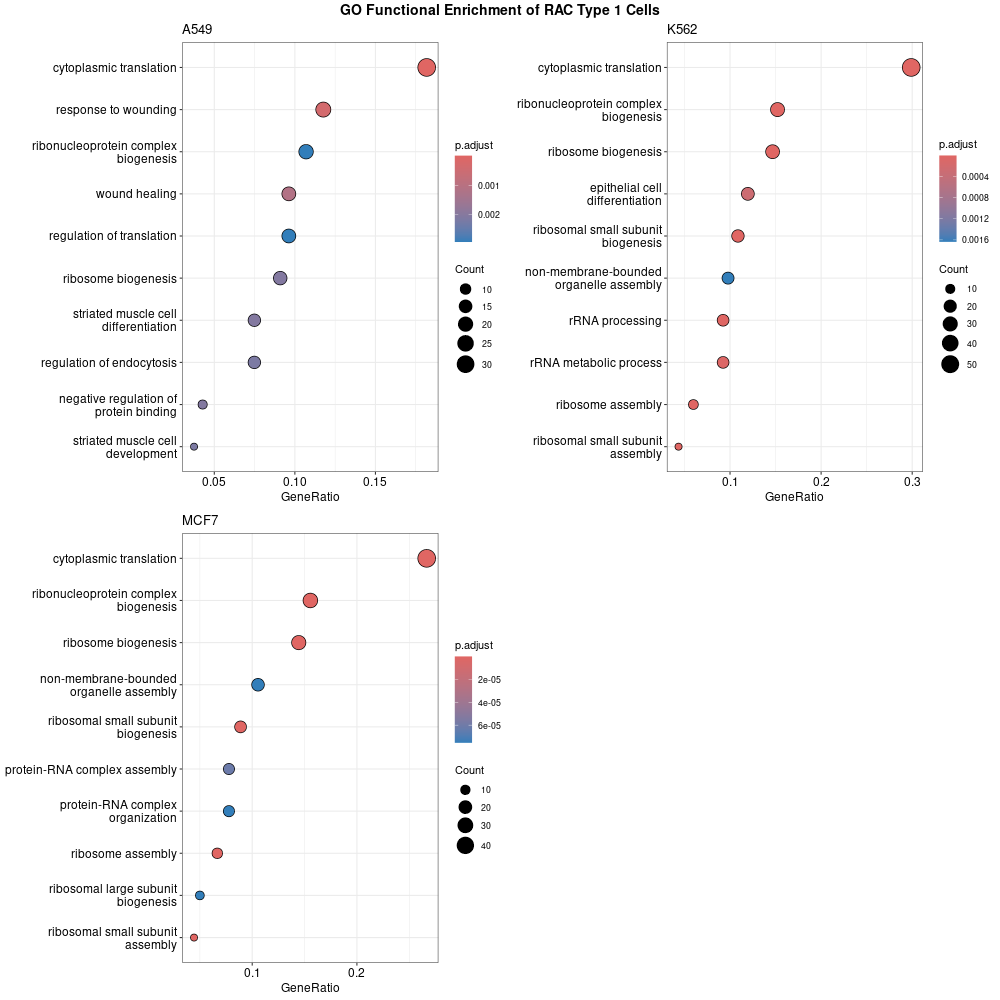 GO Functional Enrichment of RAC Type 1 Cells
A549
cytoplasmic translation
response to wounding
ribonucleoprotein complex
biogenesis
wound healing
regulation of translation
ribosome biogenesis
striated muscle cell
differentiation
regulation of endocytosis
negative regulation of
protein binding
striated muscle cell
development
0.05
0.10
0.15
GeneRatio
p.adjust
0.001
0.002
Count
10
15
20
25
30
K562
cytoplasmic translation
ribonucleoprotein complex
biogenesis
ribosome biogenesis
epithelial cell
differentiation
ribosomal small subunit
biogenesis
non-membrane-bounded
organelle assembly
rRNA processing
rRNA metabolic process
ribosome assembly
ribosomal small subunit
assembly
0.1
0.2
0.3
GeneRatio
p.adjust
0.0004
0.0008
0.0012
0.0016
Count
10
20
30
40
50
MCF7
cytoplasmic translation
ribonucleoprotein complex
biogenesis
ribosome biogenesis
non-membrane-bounded
organelle assembly
ribosomal small subunit
biogenesis
protein-RNA complex assembly
protein-RNA complex
organization
ribosome assembly
ribosomal large subunit
biogenesis
ribosomal small subunit
assembly
0.1
0.2
GeneRatio
p.adjust
2e-05
4e-05
6e-05
Count
10
20
30
40